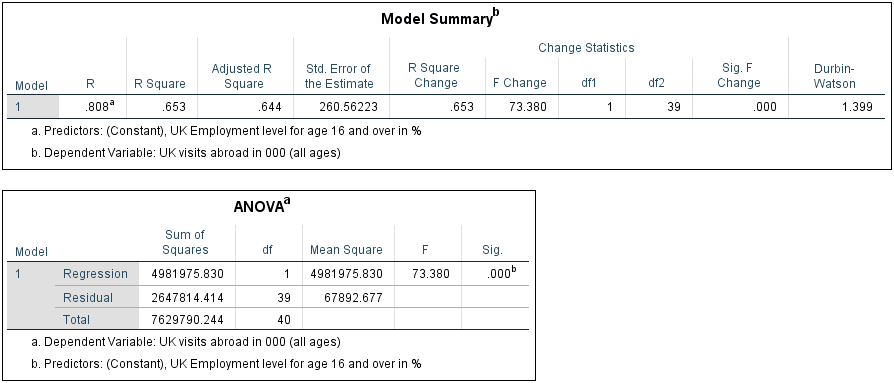 Model Summaryb
Change Statistics
Model R R Square Adjusted R Square Std. Error of the Estimate R Square Change F Change df1 df2 Sig. F Change Durbin-Watson
1 .808a .653 .644 260.56223 .653 73.380 1 39 .000 1.399
a. Predictors: (Constant), UK Employment level for age 16 and over in %
b. Dependent Variable: UK visits abroad in 000 (all ages)
ANOVAa
Model Sum of Squares df Mean Square F Sig.
1 Regression 4981975.830 1 4981975.830 73.380 .000b
Residual 2647814.414 39 67892.677
Total 7629790.244 40
a. Dependent Variable: UK visits abroad in 000 (all ages)
b. Predictors: (Constant), UK Employment level for age 16 and over in %